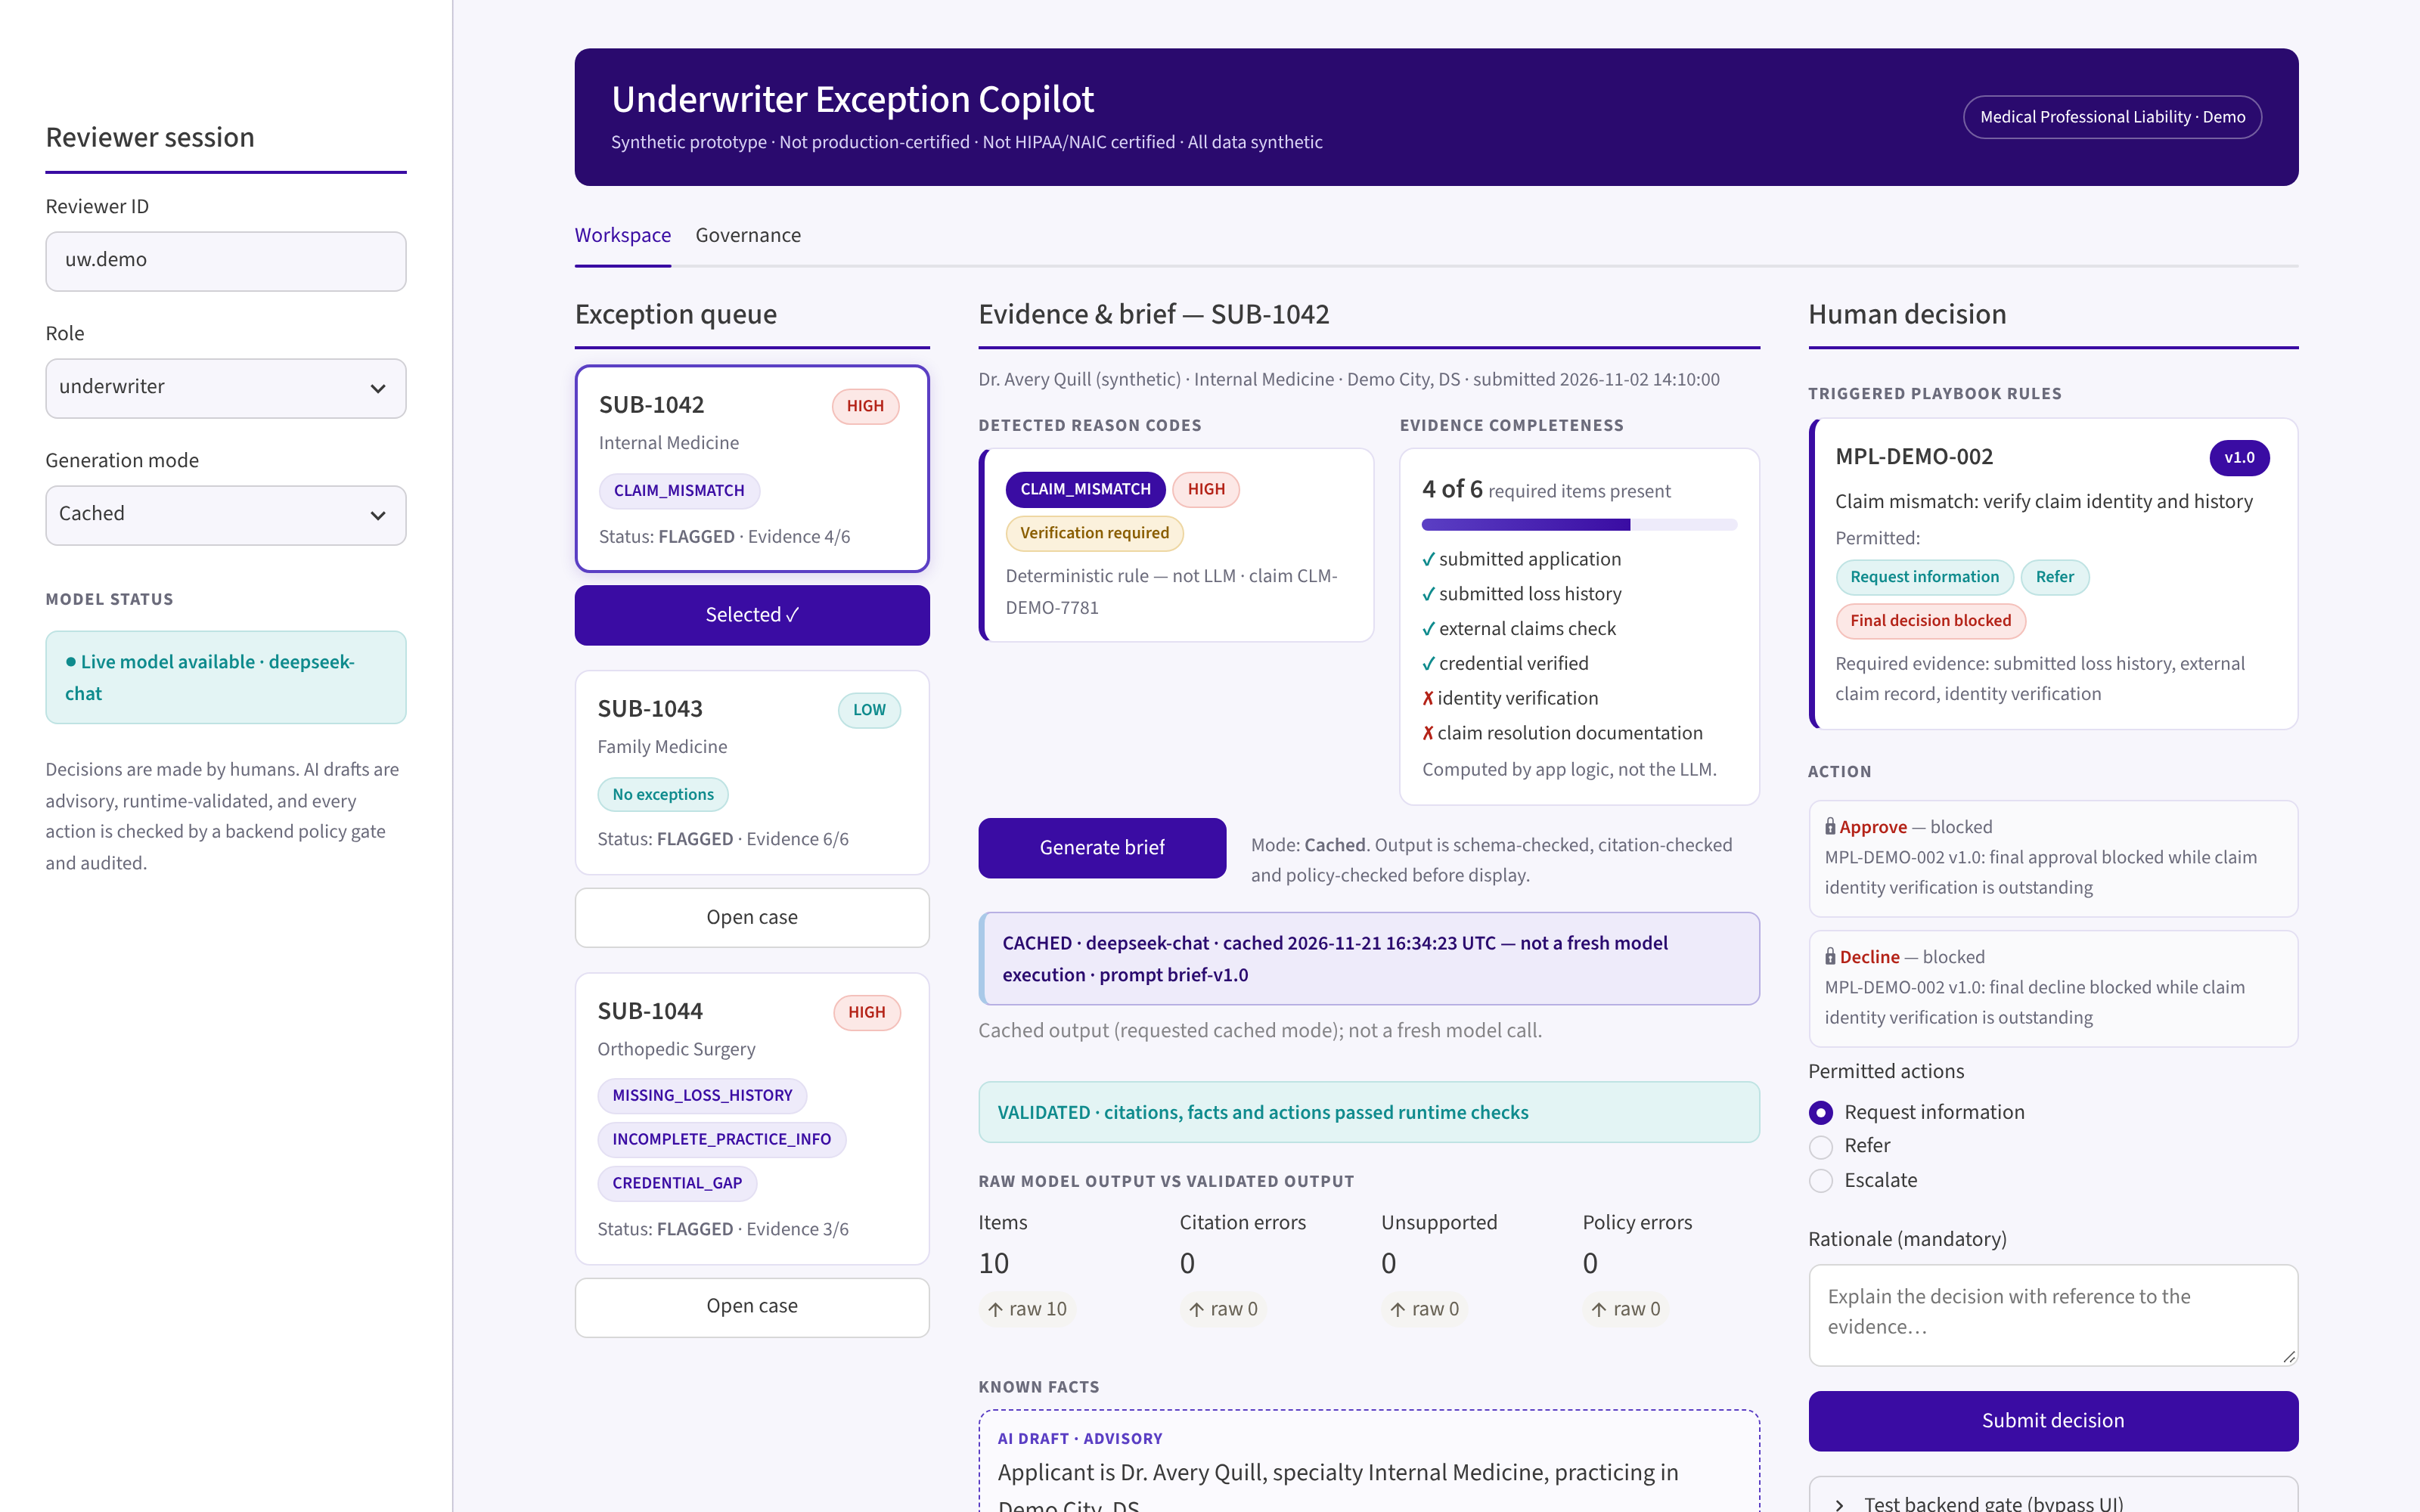 Reviewer session
Reviewer ID
uw.demo
Role
underwriter
Generation mode
Cached
MODEL STATUS
● Live model available · deepseek-
chat
Decisions are made by humans. AI drafts are
advisory, runtime-validated, and every
action is checked by a backend policy gate
and audited.
Underwriter Exception Copilot
Synthetic prototype · Not production-certified · Not HIPAA/NAIC certified · All data synthetic
Medical Professional Liability · Demo
Workspace
Governance
Exception queue
SUB-1042
HIGH
Internal Medicine
CLAIM_MISMATCH
Status: FLAGGED · Evidence 4/6
Selected ✓
SUB-1043
LOW
Family Medicine
No exceptions
Status: FLAGGED · Evidence 6/6
Open case
SUB-1044
HIGH
Orthopedic Surgery
MISSING_LOSS_HISTORY
INCOMPLETE_PRACTICE_INFO
CREDENTIAL_GAP
Status: FLAGGED · Evidence 3/6
Open case
Evidence & brief — SUB-1042
Dr. Avery Quill (synthetic) · Internal Medicine · Demo City, DS · submitted 2026-11-02 14:10:00
DETECTED REASON CODES
CLAIM_MISMATCH
HIGH
Verification required
Deterministic rule — not LLM · claim CLM-
DEMO-7781
EVIDENCE COMPLETENESS
4 of 6 required items present
✓ submitted application
✓ submitted loss history
✓ external claims check
✓ credential verified
✗ identity verification
✗ claim resolution documentation
Computed by app logic, not the LLM.
Generate brief
Mode: Cached. Output is schema-checked, citation-checked
and policy-checked before display.
CACHED · deepseek-chat · cached 2026-11-21 16:34:23 UTC — not a fresh model
execution · prompt brief-v1.0
Cached output (requested cached mode); not a fresh model call.
VALIDATED · citations, facts and actions passed runtime checks
RAW MODEL OUTPUT VS VALIDATED OUTPUT
Items
10
↑ raw 10
Citation errors
0
↑ raw 0
Unsupported
0
↑ raw 0
Policy errors
0
↑ raw 0
KNOWN FACTS
AI DRAFT · ADVISORY
Applicant is Dr. Avery Quill, specialty Internal Medicine, practicing in
Demo City, DS
Human decision
TRIGGERED PLAYBOOK RULES
MPL-DEMO-002
v1.0
Claim mismatch: verify claim identity and history
Permitted:
Request information
Refer
Final decision blocked
Required evidence: submitted loss history, external
claim record, identity verification
ACTION
Approve — blocked
MPL-DEMO-002 v1.0: final approval blocked while claim
identity verification is outstanding
Decline — blocked
MPL-DEMO-002 v1.0: final decline blocked while claim
identity verification is outstanding
Permitted actions
Request information
Refer
Escalate
Rationale (mandatory)
Explain the decision with reference to the
evidence…
Submit decision
Test backend gate (bypass UI)